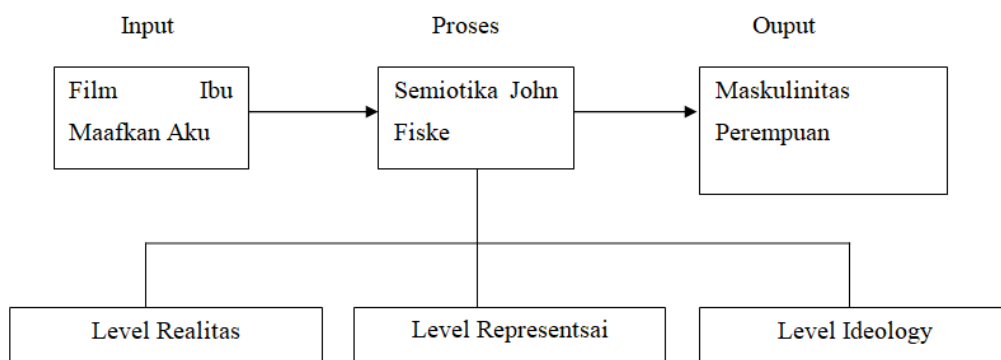 Input
Proses
Ouput
Film Ibu
Maafkan Aku
Semiotika John
Fiske
Maskulinitas
Perempuan
Level Realitas
Level Representsai
Level Ideology